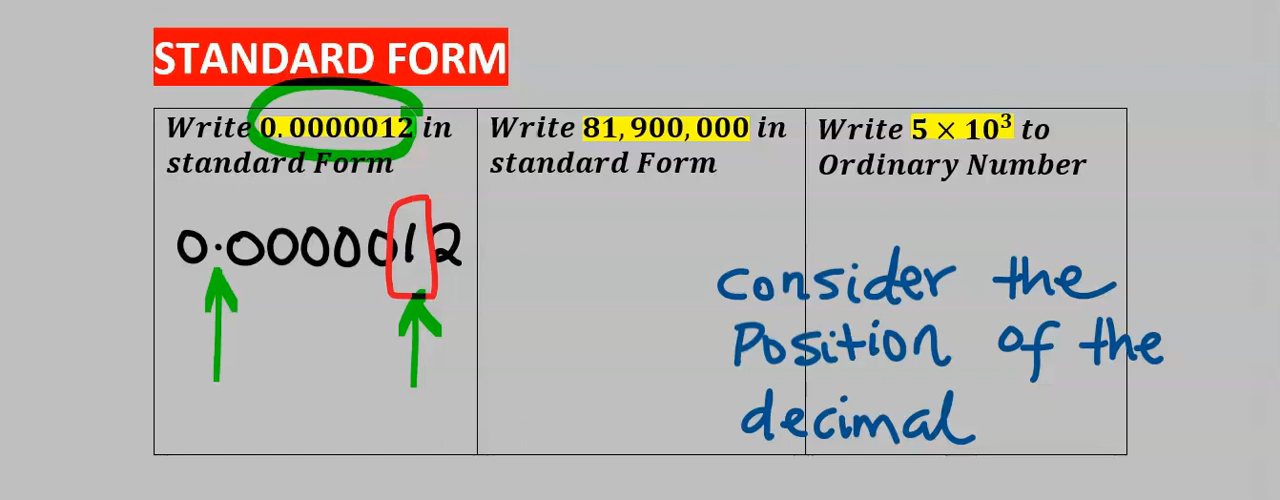 STANDARD FORM
Write 0.0000012 in
standard Form
0.0000012
Write 81,900,000 in
standard Form
Write 5 × 10³ to
Ordinary Number
consider the
Position of the
decimal